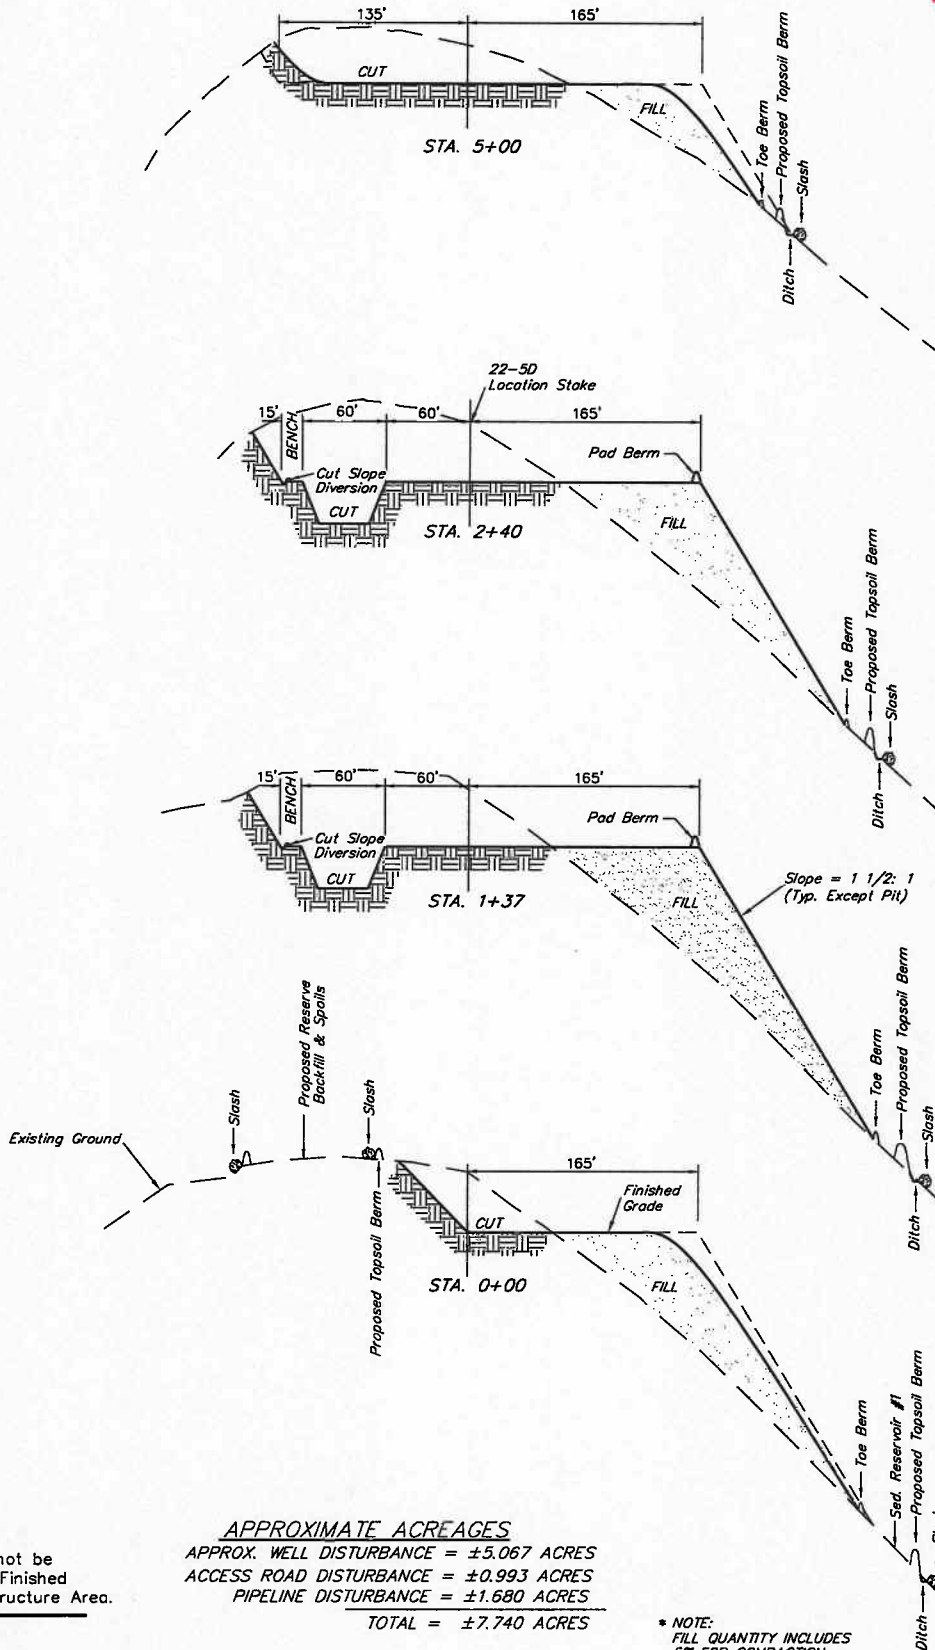 135'
165'
CUT
FILL
STA. 5+00
Toe Berm
Proposed Topsoil Berm
Slash
Ditch
22-5D
Location Stake
15'
BENCH
60'
60'
165'
Cut Slope
Diversion
CUT
Pad Berm
FILL
STA. 2+40
Toe Berm
Proposed Topsoil Berm
Slash
Ditch
15'
BENCH
60'
60'
165'
Cut Slope
Diversion
CUT
Pad Berm
FILL
STA. 1+37
Slope = 1 1/2: 1
(Typ. Except Pit)
Toe Berm
Proposed Topsoil Berm
Slash
Ditch
Existing Ground
Slash
Proposed Reserve
Backfill & Spoils
Slash
Proposed Topsoil Berm
165'
CUT
Finished
Grade
FILL
STA. 0+00
Toe Berm
Sed. Reservoir #1
Proposed Topsoil Berm
Ditch
not be
Finished
ructure Area.
APPROXIMATE ACREAGES
APPROX. WELL DISTURBANCE = ±5.067 ACRES
ACCESS ROAD DISTURBANCE = ±0.993 ACRES
PIPELINE DISTURBANCE = ±1.680 ACRES
TOTAL = ±7.740 ACRES
* NOTE:
FILL QUANTITY INCLUDES